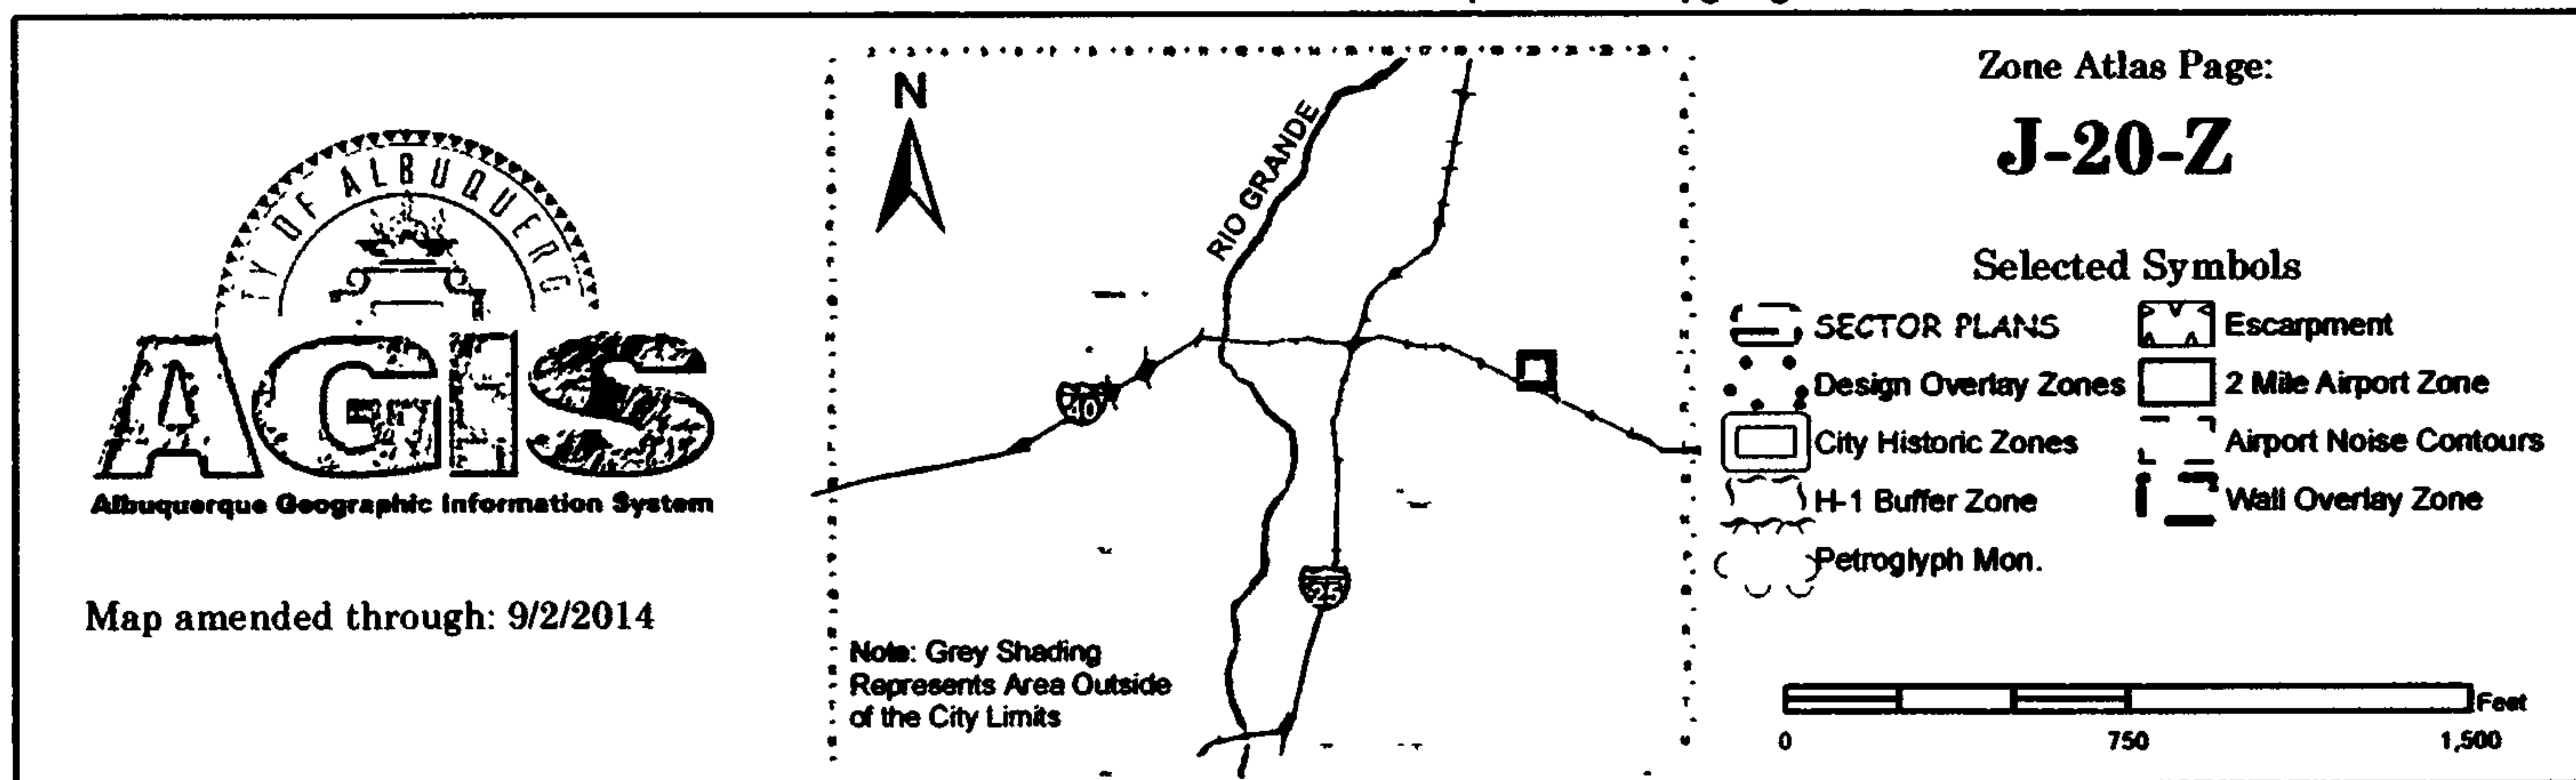 TY OF ALBUQUERQ
AGIS
Albuquerque Geographic Information System
Map amended through: 9/2/2014
N
RIO GRANDE
40
25
Note: Grey Shading
Represents Area Outside
of the City Limits
Zone Atlas Page:
J-20-Z
Selected Symbols
SECTOR PLANS
Escarpment
Design Overlay Zones
2 Mile Airport Zone
City Historic Zones
Airport Noise Contours
H-1 Buffer Zone
Wall Overlay Zone
Petroglyph Mon.
Feet
0 750 1,500